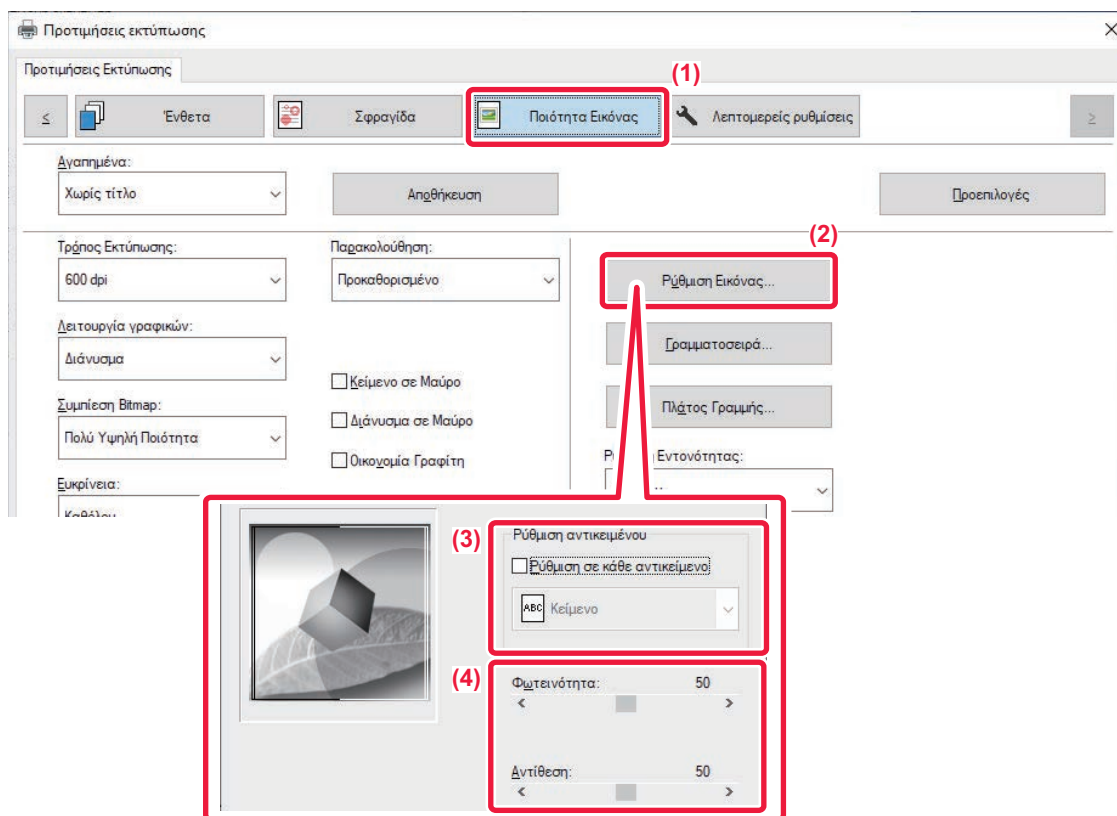 Προτιμήσεις εκτύπωσης
Προτιμήσεις Εκτύπωσης
(1)
<
Ένθετα
Σφραγίδα
Ποιότητα Εικόνας
Λεπτομερείς ρυθμίσεις
>
Αγαπημένα:
Χωρίς τίτλο
Αποθήκευση
Προεπιλογές
(2)
Τρόπος Εκτύπωσης:
600 dpi
Παρακολούθηση:
Προκαθορισμένο
Ρύθμιση Εικόνας...
Λειτουργία γραφικών:
Διάνυσμα
Γραμματοσειρά...
Κείμενο σε Μαύρο
Συμπίεση Bitmap:
Πολύ Υψηλή Ποιότητα
Διάνυσμα σε Μαύρο
Πλάτος Γραμμής...
Οικονομία Γραφίτη
Εντονότητας:
Ευκρίνεια:
Καθόλου
(3)
Ρύθμιση αντικειμένου
Ρύθμιση σε κάθε αντικείμενο
ABC Κείμενο
(4)
Φωτεινότητα: 50
< >
Αντίθεση: 50
< >